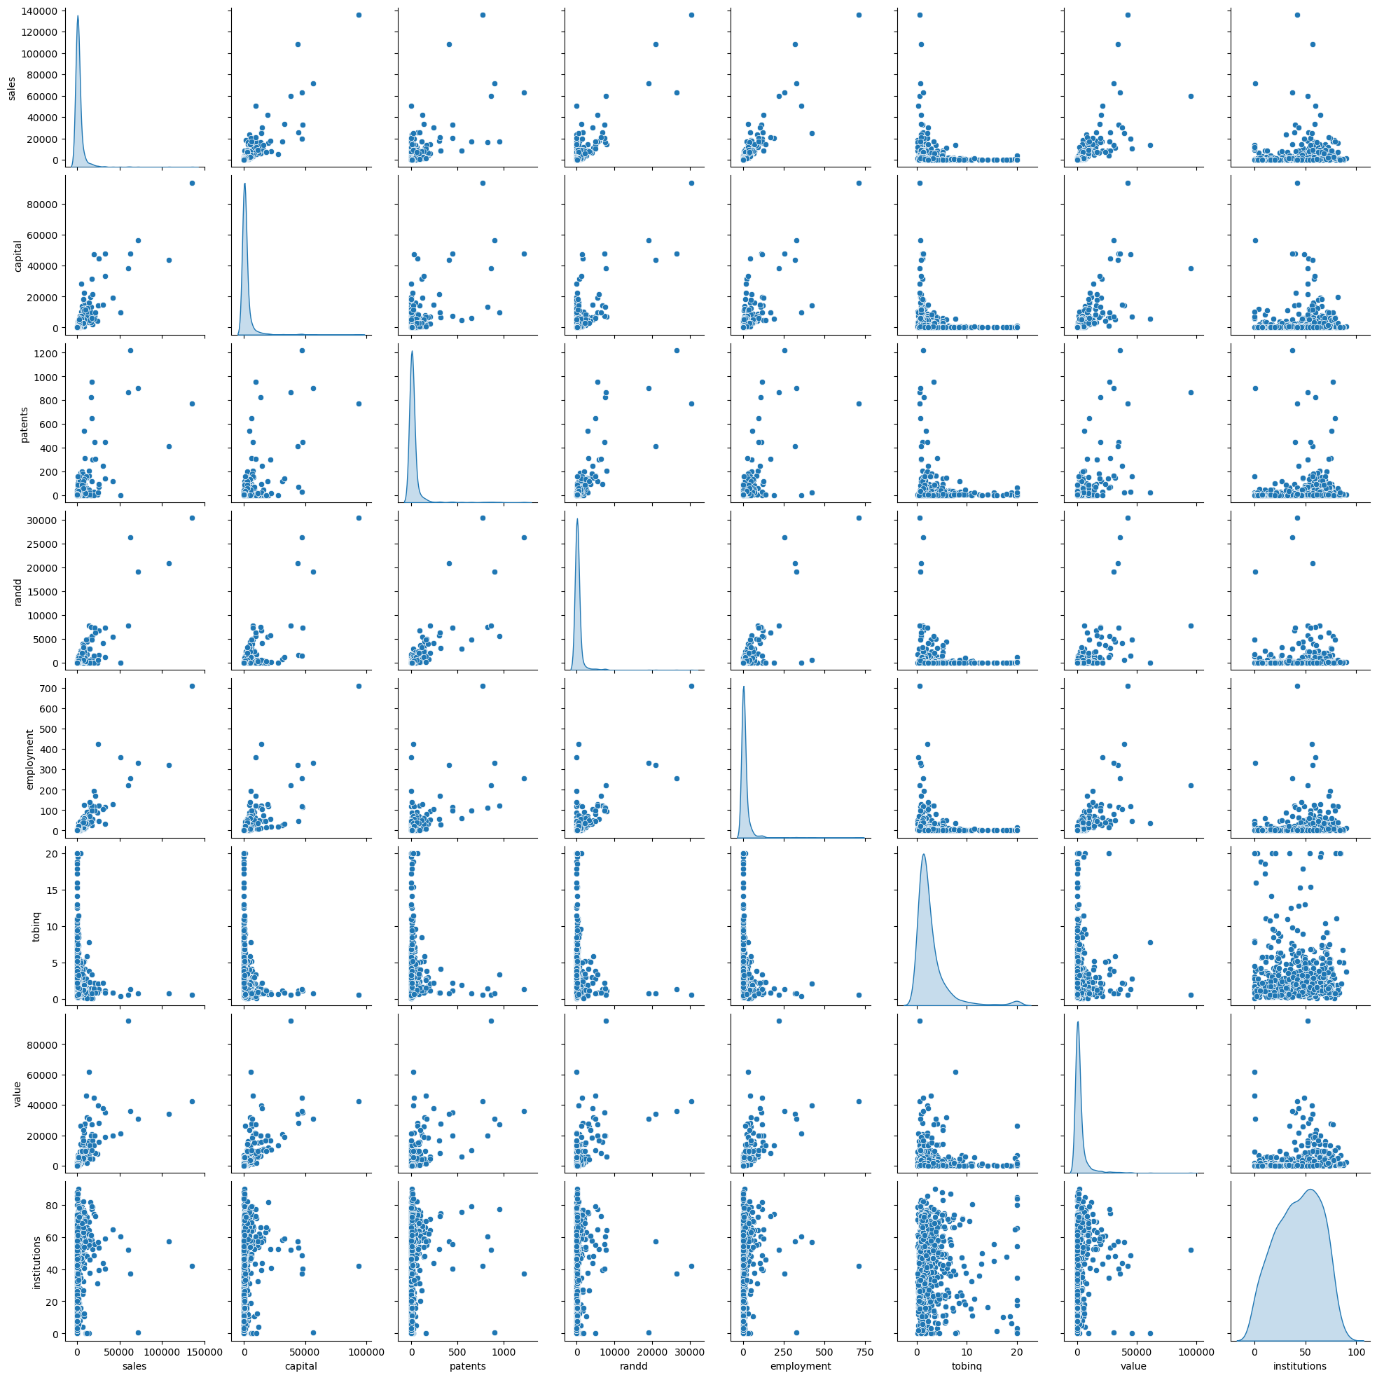 140000
120000
100000
80000
60000
40000
20000
0
sales
80000
60000
40000
20000
0
capital
1200
1000
800
600
400
200
0
patents
30000
25000
20000
15000
10000
5000
0
randd
700
600
500
400
300
200
100
0
employment
20
15
10
5
0
tobinq
80000
60000
40000
20000
0
value
80
60
40
20
0
institutions
0 50000 100000 150000
sales
0 50000 100000
capital
0 500 1000
patents
0 10000 20000 30000
randd
0 250 500 750
employment
0 10 20
tobinq
0 50000 100000
value
0 50 100
institutions